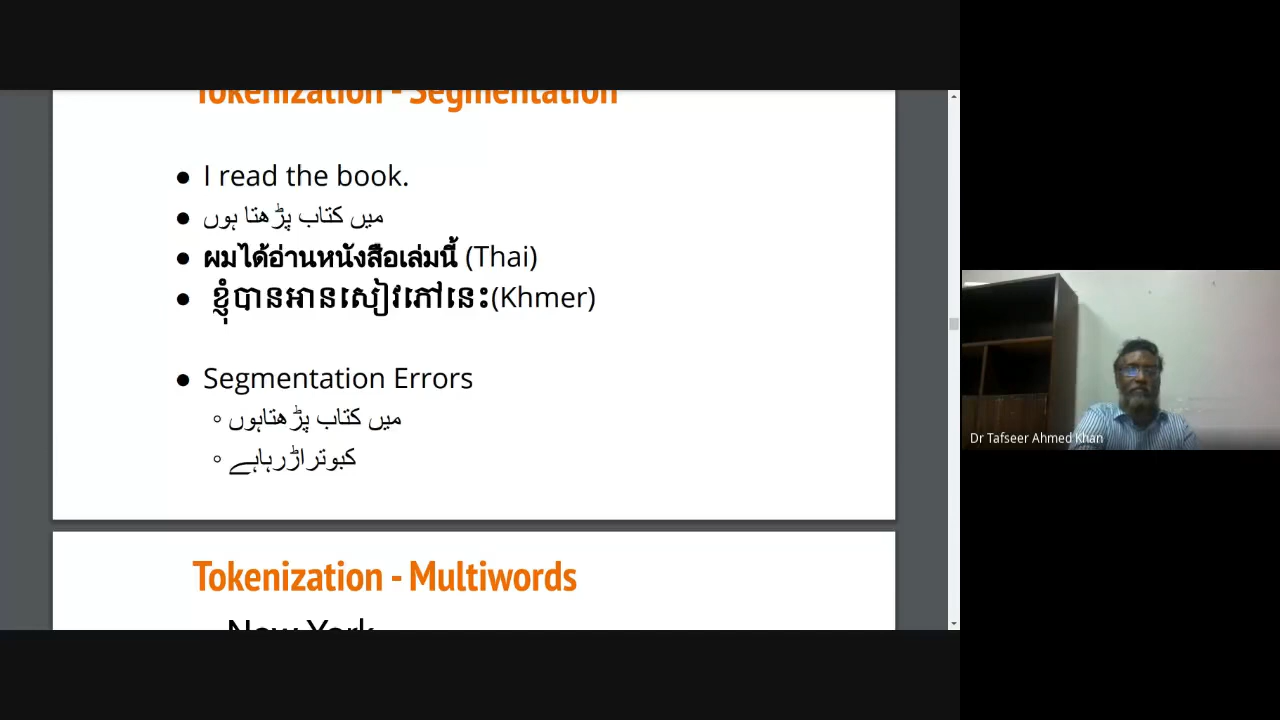 Tokenization - Segmentation
● I read the book.
● میں کتاب پڑھتا ہوں
● ผมได้อ่านหนังสือเล่มนี้ (Thai)
● ខ្ញុំបានអានសៀវភៅនេះ(Khmer)
● Segmentation Errors
○ میں کتاب پڑھتاہوں
○ کبوتراڑرہاہے
Tokenization - Multiwords
New York
Dr Tafseer Ahmed Khan